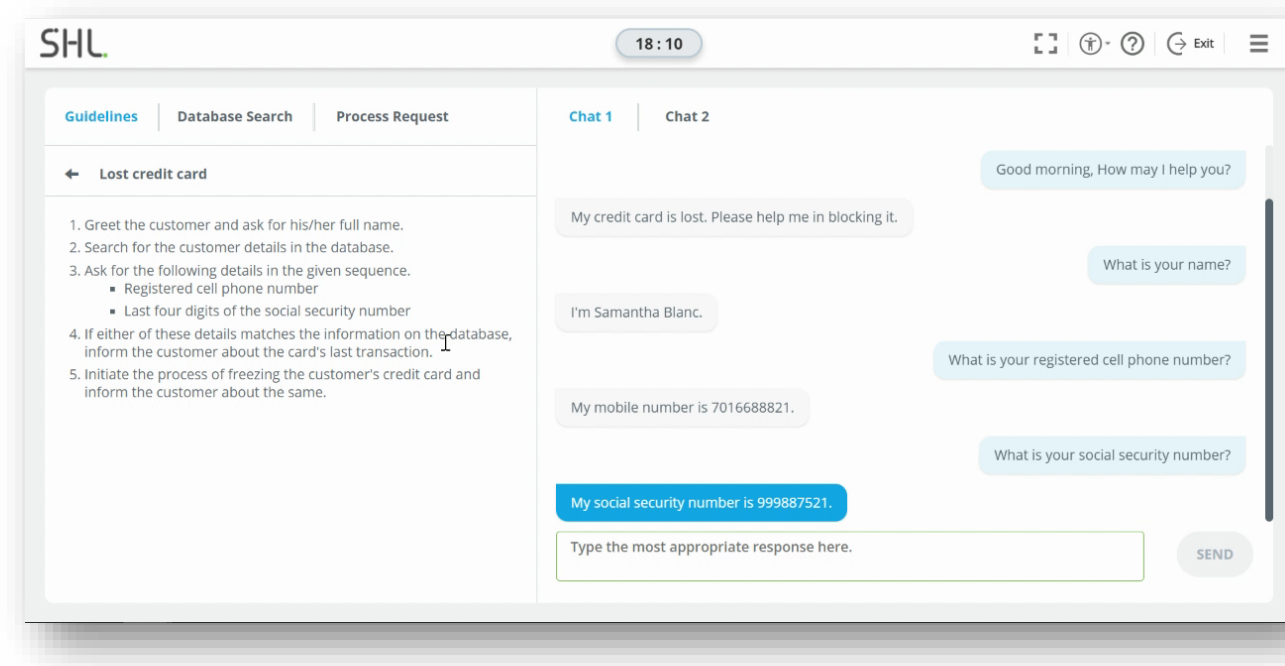 SHL.
18 : 10
Exit
Guidelines
Database Search
Process Request
Chat 1
Chat 2
Lost credit card
1. Greet the customer and ask for his/her full name.
2. Search for the customer details in the database.
3. Ask for the following details in the given sequence.
▪ Registered cell phone number
▪ Last four digits of the social security number
4. If either of these details matches the information on the database,
inform the customer about the card's last transaction.
5. Initiate the process of freezing the customer's credit card and
inform the customer about the same.
Good morning, How may I help you?
My credit card is lost. Please help me in blocking it.
What is your name?
I'm Samantha Blanc.
What is your registered cell phone number?
My mobile number is 7016688821.
What is your social security number?
My social security number is 999887521.
Type the most appropriate response here.
SEND